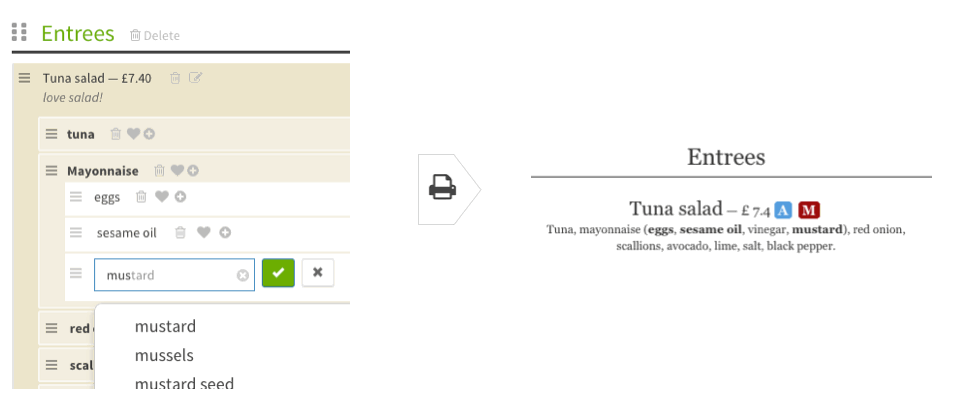 Entrees Delete
Tuna salad — £7.40
love salad!
tuna
Mayonnaise
eggs
sesame oil
mustard
red
scal
mustard
mussels
mustard seed
Entrees
Tuna salad – £ 7.4 A M
Tuna, mayonnaise (eggs, sesame oil, vinegar, mustard), red onion,
scallions, avocado, lime, salt, black pepper.